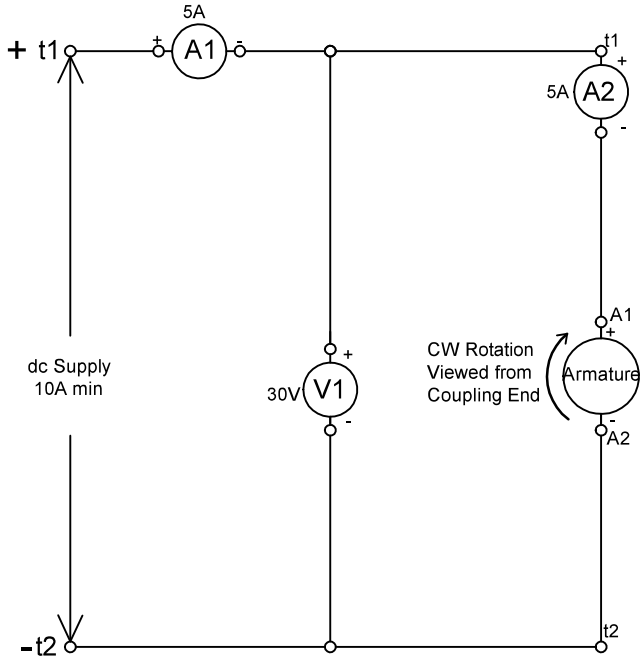 5A
+ t1
+
A1
-
t1
+
5A
A2
-
dc Supply
10A min
+
30V
V1
-
CW Rotation
Viewed from
Coupling End
A1
+
Armature
-
A2
-t2
t2